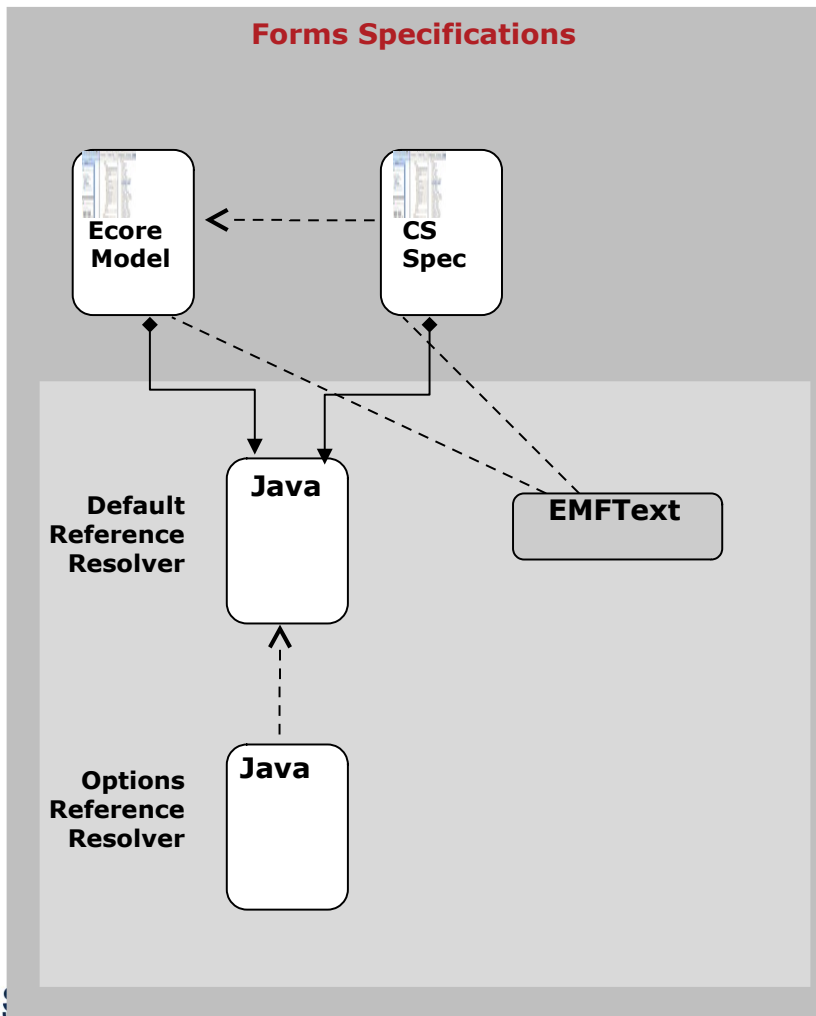 Forms Specifications
Ecore
Model
CS
Spec
Java
Default
Reference
Resolver
EMFText
Java
Options
Reference
Resolver